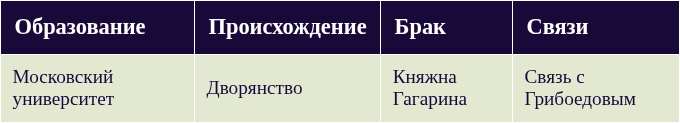 Образование Происхождение Брак Связи
Московский университет Дворянство Княжна Гагарина Связь с Грибоедовым